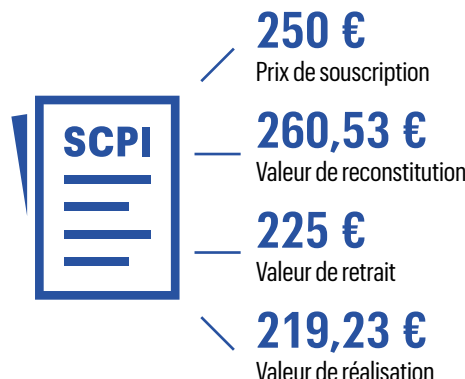 SCPI
250 €
Prix de souscription
260,53 €
Valeur de reconstitution
225 €
Valeur de retrait
219,23 €
Valeur de réalisation